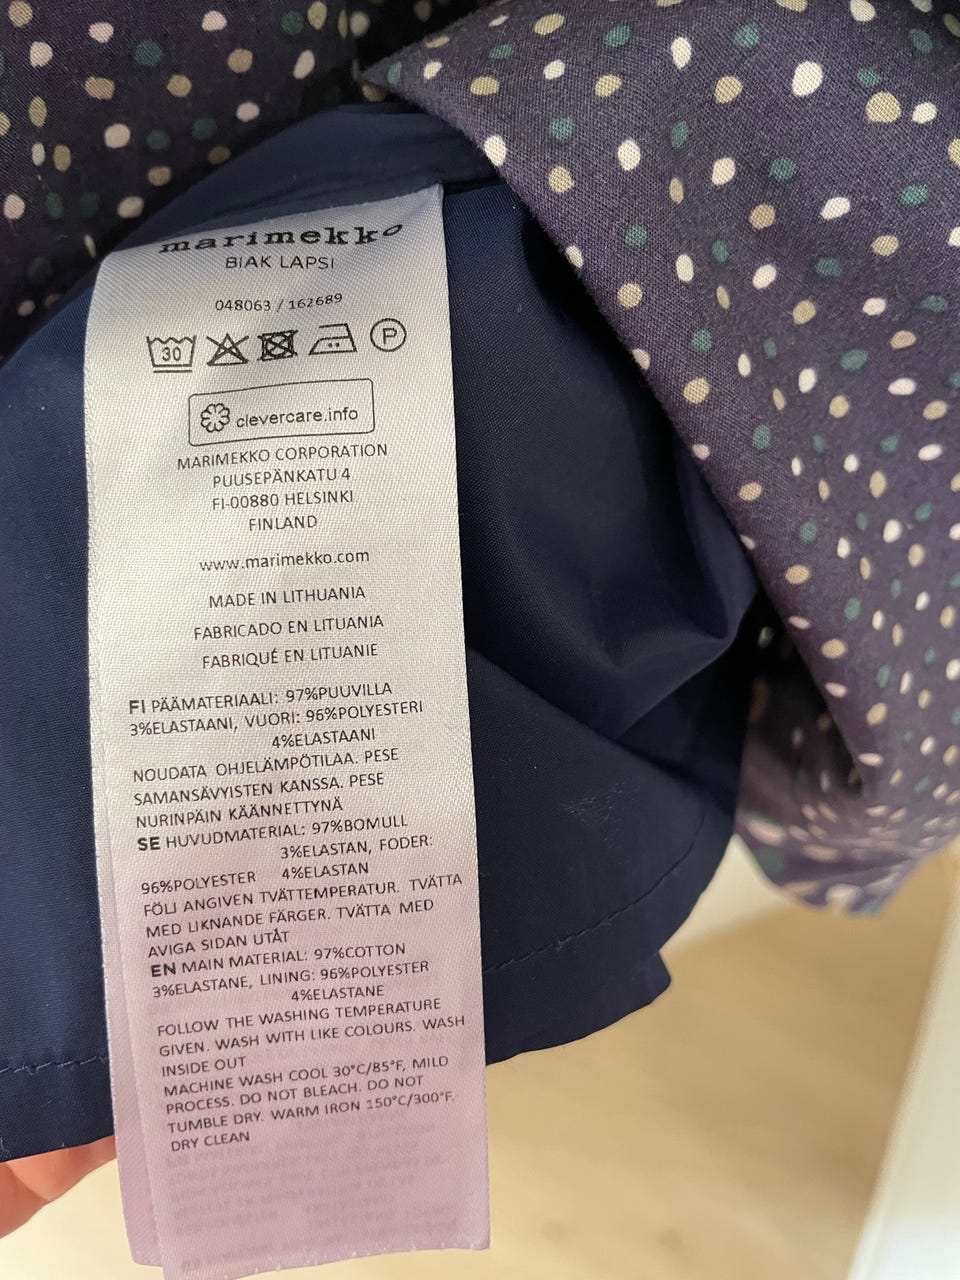 marimekko
BIAK LAPSI
048063 / 162689
30
P
clevercare.info
MARIMEKKO CORPORATION
PUUSEPÄNKATU 4
FI-00880 HELSINKI
FINLAND
www.marimekko.com
MADE IN LITHUANIA
FABRICADO EN LITUANIA
FABRIQUÉ EN LITUANIE
FI PÄÄMATERIAALI: 97%PUUVILLA
3%ELASTAANI, VUORI: 96%POLYESTERI
4%ELASTAANI
NOUDATA OHJELÄMPÖTILAA. PESE
SAMANSÄVYISTEN KANSSA. PESE
NURINPÄIN KÄÄNNETTYNÄ
SE HUVUDMATERIAL: 97%BOMULL
3%ELASTAN, FODER:
96%POLYESTER 4%ELASTAN
FÖLJ ANGIVEN TVÄTTEMPERATUR. TVÄTTA
MED LIKNANDE FÄRGER. TVÄTTA MED
AVIGA SIDAN UTÅT
EN MAIN MATERIAL: 97%COTTON
3%ELASTANE, LINING: 96%POLYESTER
4%ELASTANE
FOLLOW THE WASHING TEMPERATURE
GIVEN. WASH WITH LIKE COLOURS. WASH
INSIDE OUT
MACHINE WASH COOL 30°C/85°F, MILD
PROCESS. DO NOT BLEACH. DO NOT
TUMBLE DRY. WARM IRON 150°C/300°F.
DRY CLEAN